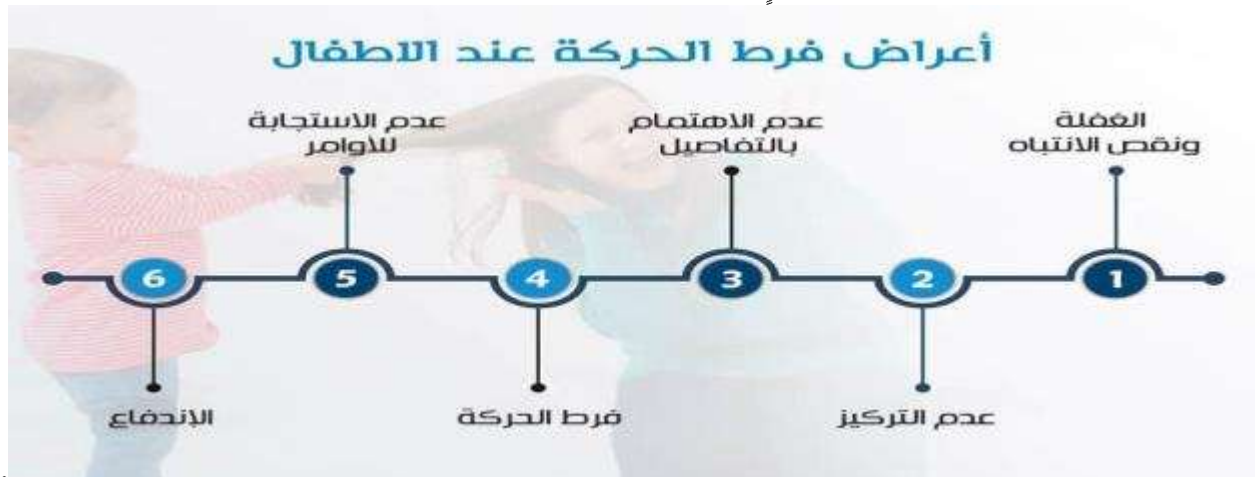 أعراض فرط الحركة عند الاطفال
الغفلة
ونقص الانتباه
1
2
عدم التركيز
عدم الاهتمام
بالتفاصيل
3
4
فرط الحركة
عدم الاستجابة
للأوامر
5
6
الإندفاع